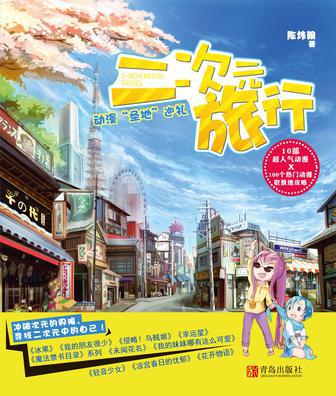 陈炜翰
著
二次元
2-DIMENSION
TRAVEL
动漫“圣地”巡礼
旅行
10部
超人气动漫
X
100个热门动漫
取景地攻略
冲破次元的界限,
寻找二次元中的自己!
《冰果》《我的朋友很少》《侵略!乌贼娘》《幸运星》
《魔法禁书目录》系列 《未闻花名》《我的妹妹哪有这么可爱》
《轻音少女》《凉宫春日的忧郁》《花开物语》
青岛出版社
QINGDAO PUBLISHING HOUSE